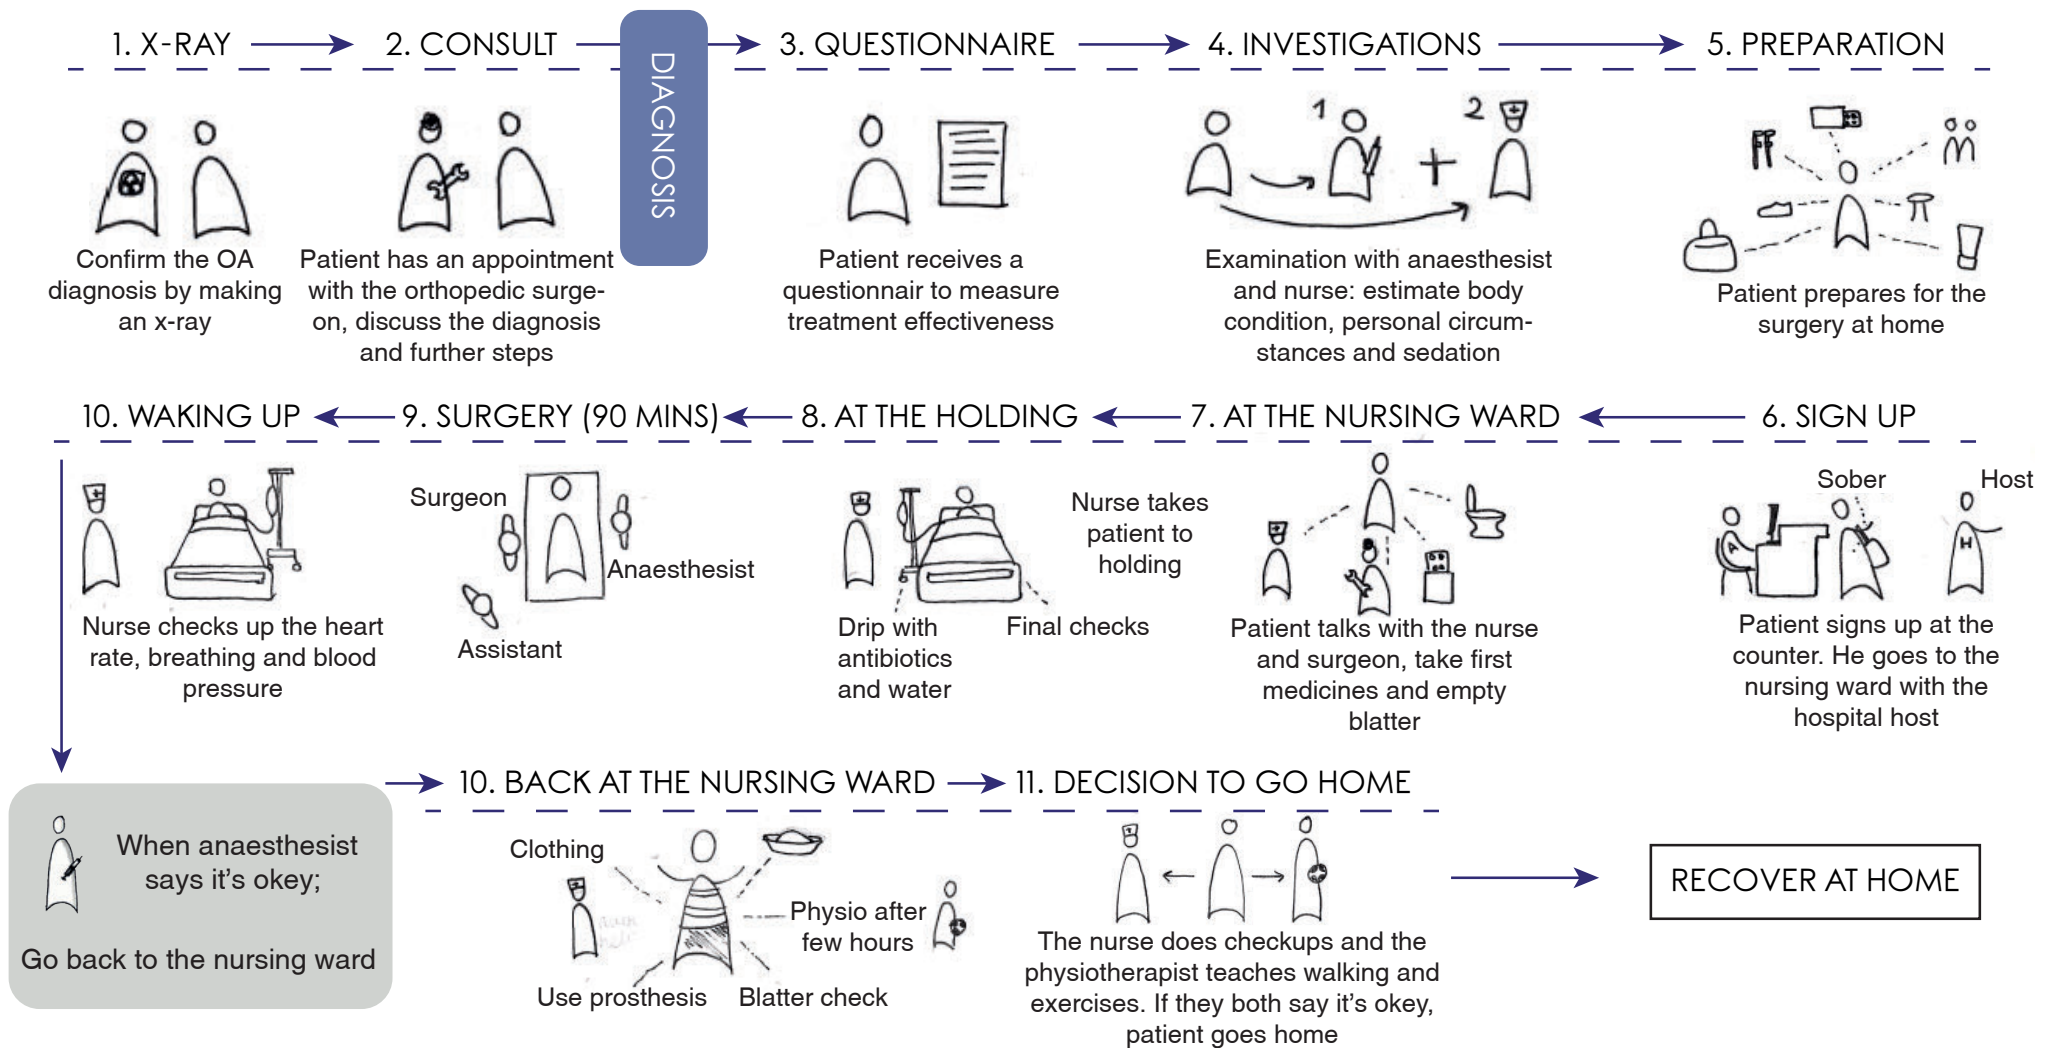 1. X-RAY
2. CONSULT
DIAGNOSIS
3. QUESTIONNAIRE
4. INVESTIGATIONS
5. PREPARATION
1
2
Confirm the OA
diagnosis by making
an x-ray
Patient has an appointment
with the orthopedic surge-
on, discuss the diagnosis
and further steps
Patient receives a
questionnair to measure
treatment effectiveness
Examination with anaesthesist
and nurse: estimate body
condition, personal circum-
stances and sedation
Patient prepares for the
surgery at home
6. SIGN UP
Sober
Host
H
Patient signs up at the
counter. He goes to the
nursing ward with the
hospital host
7. AT THE NURSING WARD
Patient talks with the nurse
and surgeon, take first
medicines and empty
blatter
Nurse takes
patient to
holding
8. AT THE HOLDING
Drip with
antibiotics
and water
Final checks
9. SURGERY (90 MINS)
Surgeon
Anaesthesist
Assistant
10. WAKING UP
Nurse checks up the heart
rate, breathing and blood
pressure
When anaesthesist
says it's okey;
Go back to the nursing ward
10. BACK AT THE NURSING WARD
Clothing
Physio after
few hours
Use prosthesis
Blatter check
11. DECISION TO GO HOME
The nurse does checkups and the
physiotherapist teaches walking and
exercises. If they both say it's okey,
patient goes home
RECOVER AT HOME